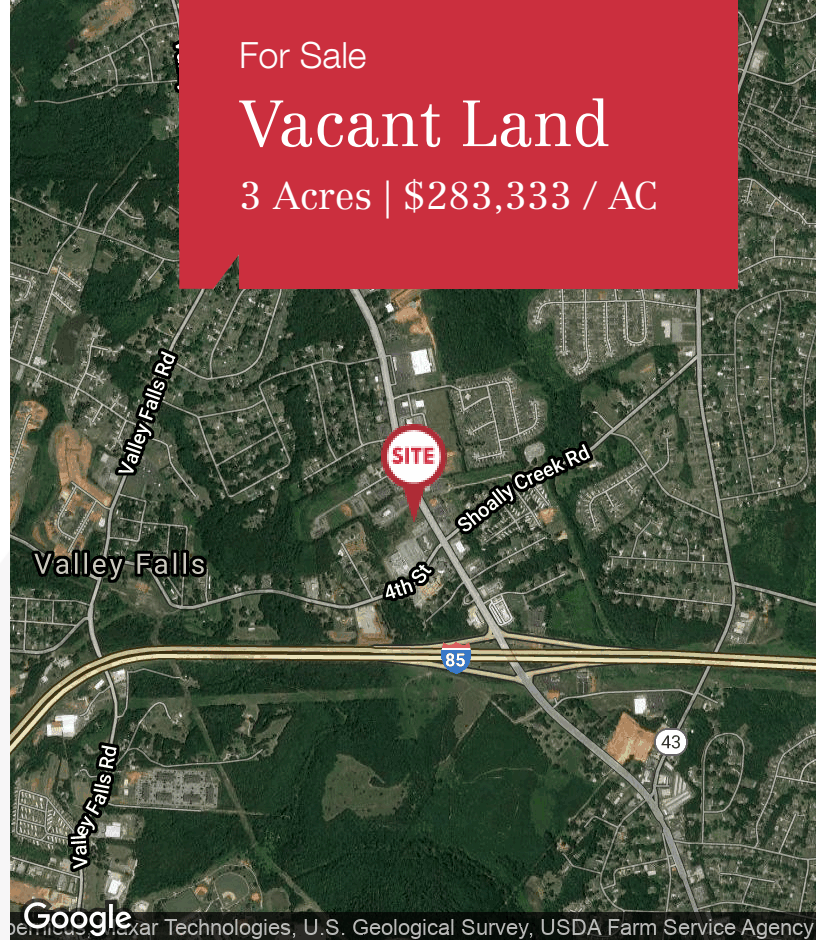 For Sale
Vacant Land
3 Acres | $283,333 / AC
Valley Falls Rd
SITE
Shoally Creek Rd
Valley Falls
4th St
85
43
Valley Falls Rd
Google
Technologies, U.S. Geological Survey, USDA Farm Service Agency